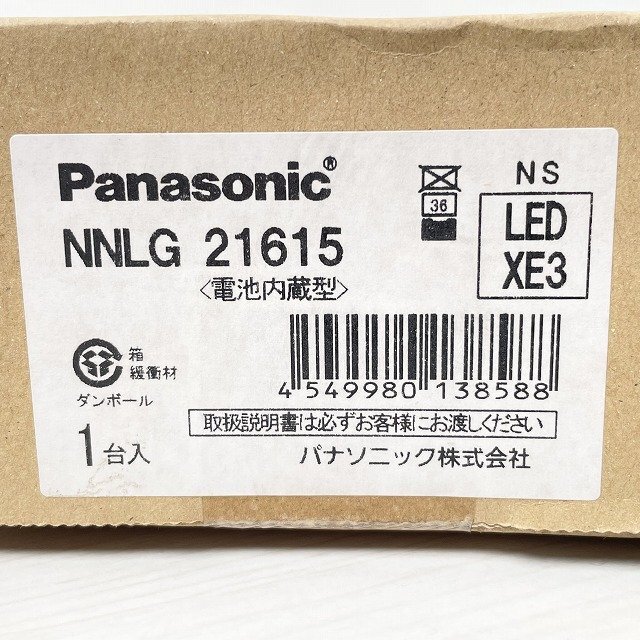 Panasonic®
NNLG 21615
〈電池内蔵型〉
36
NS
LED
XE3
箱
緩衝材
ダンボール
1台入
4 549980 138588
取扱説明書は必ずお客様にお渡しください
パナソニック株式会社